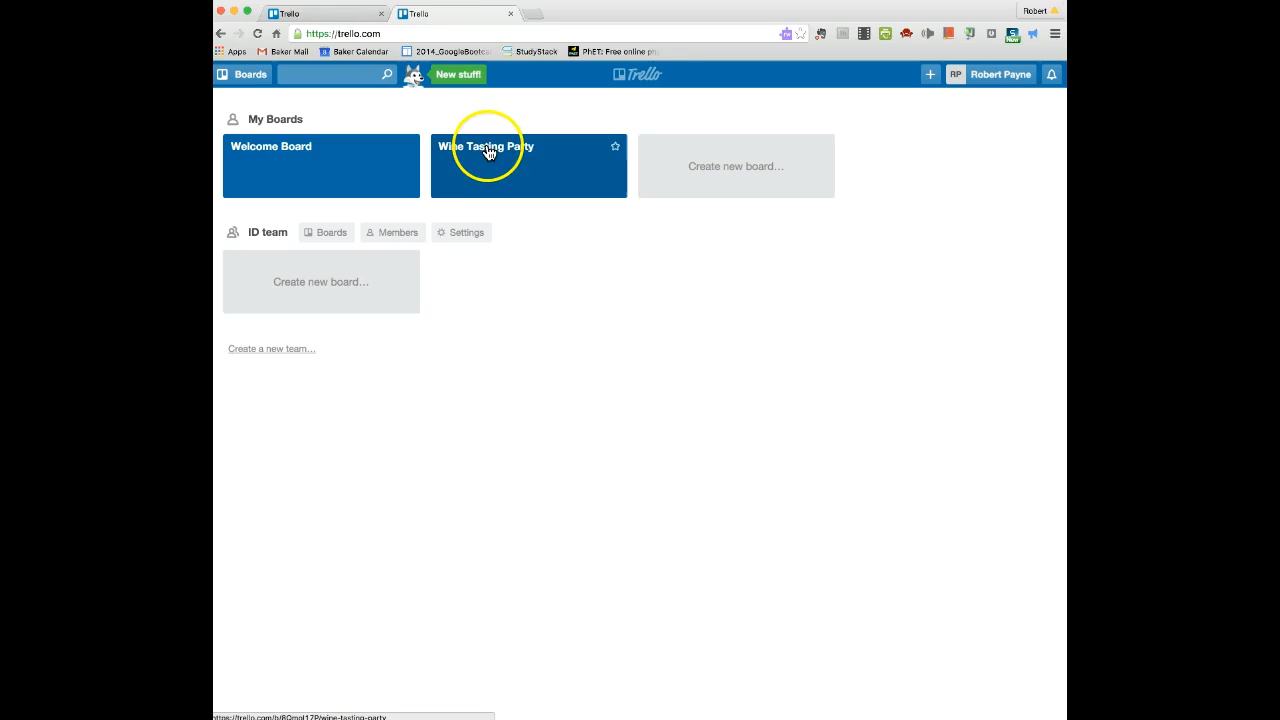 Trello
Trello
Robert
https://trello.com
Apps
Baker Mail
Baker Calendar
2014_GoogleBootca
StudyStack
PhET: Free online ph
Boards
New stuff!
Trello
RP
Robert Payne
My Boards
Welcome Board
Wine Tasting Party
Create new board…
ID team
Boards
Members
Settings
Create new board…
Create a new team…